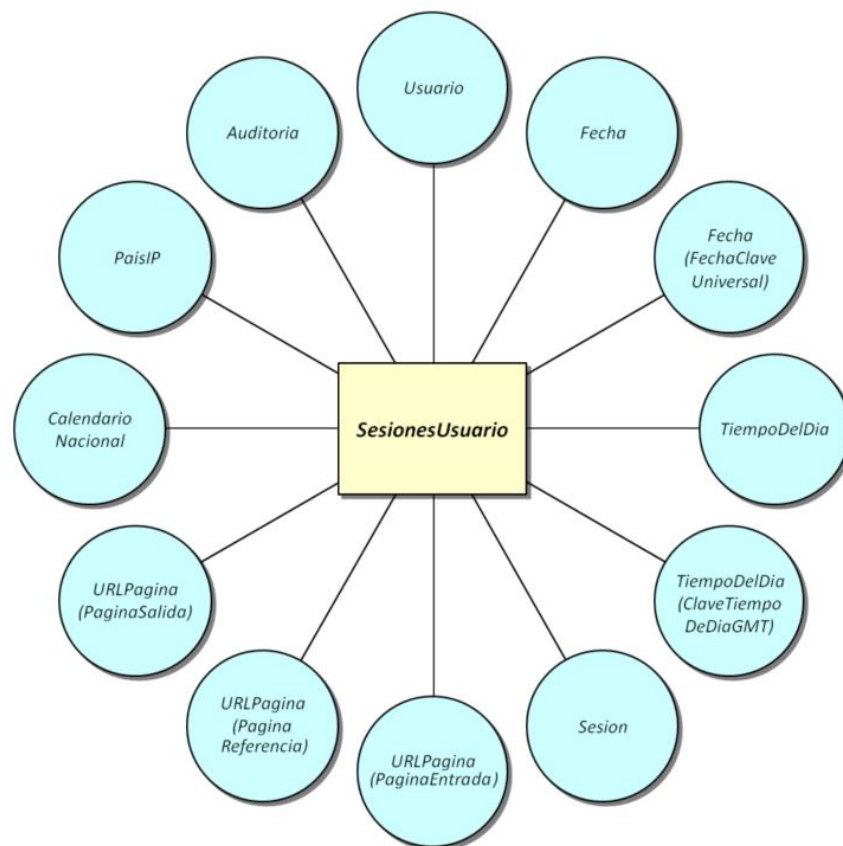 Usuario
Auditoria
Fecha
PaisIP
Fecha
(FechaClave
Universal)
Calendario
Nacional
SesionesUsuario
TiempoDelDia
URLPagina
(PaginaSalida)
TiempoDelDia
(ClaveTiempo
DeDiaGMT)
URLPagina
(Pagina
Referencia)
Sesion
URLPagina
(PaginaEntrada)